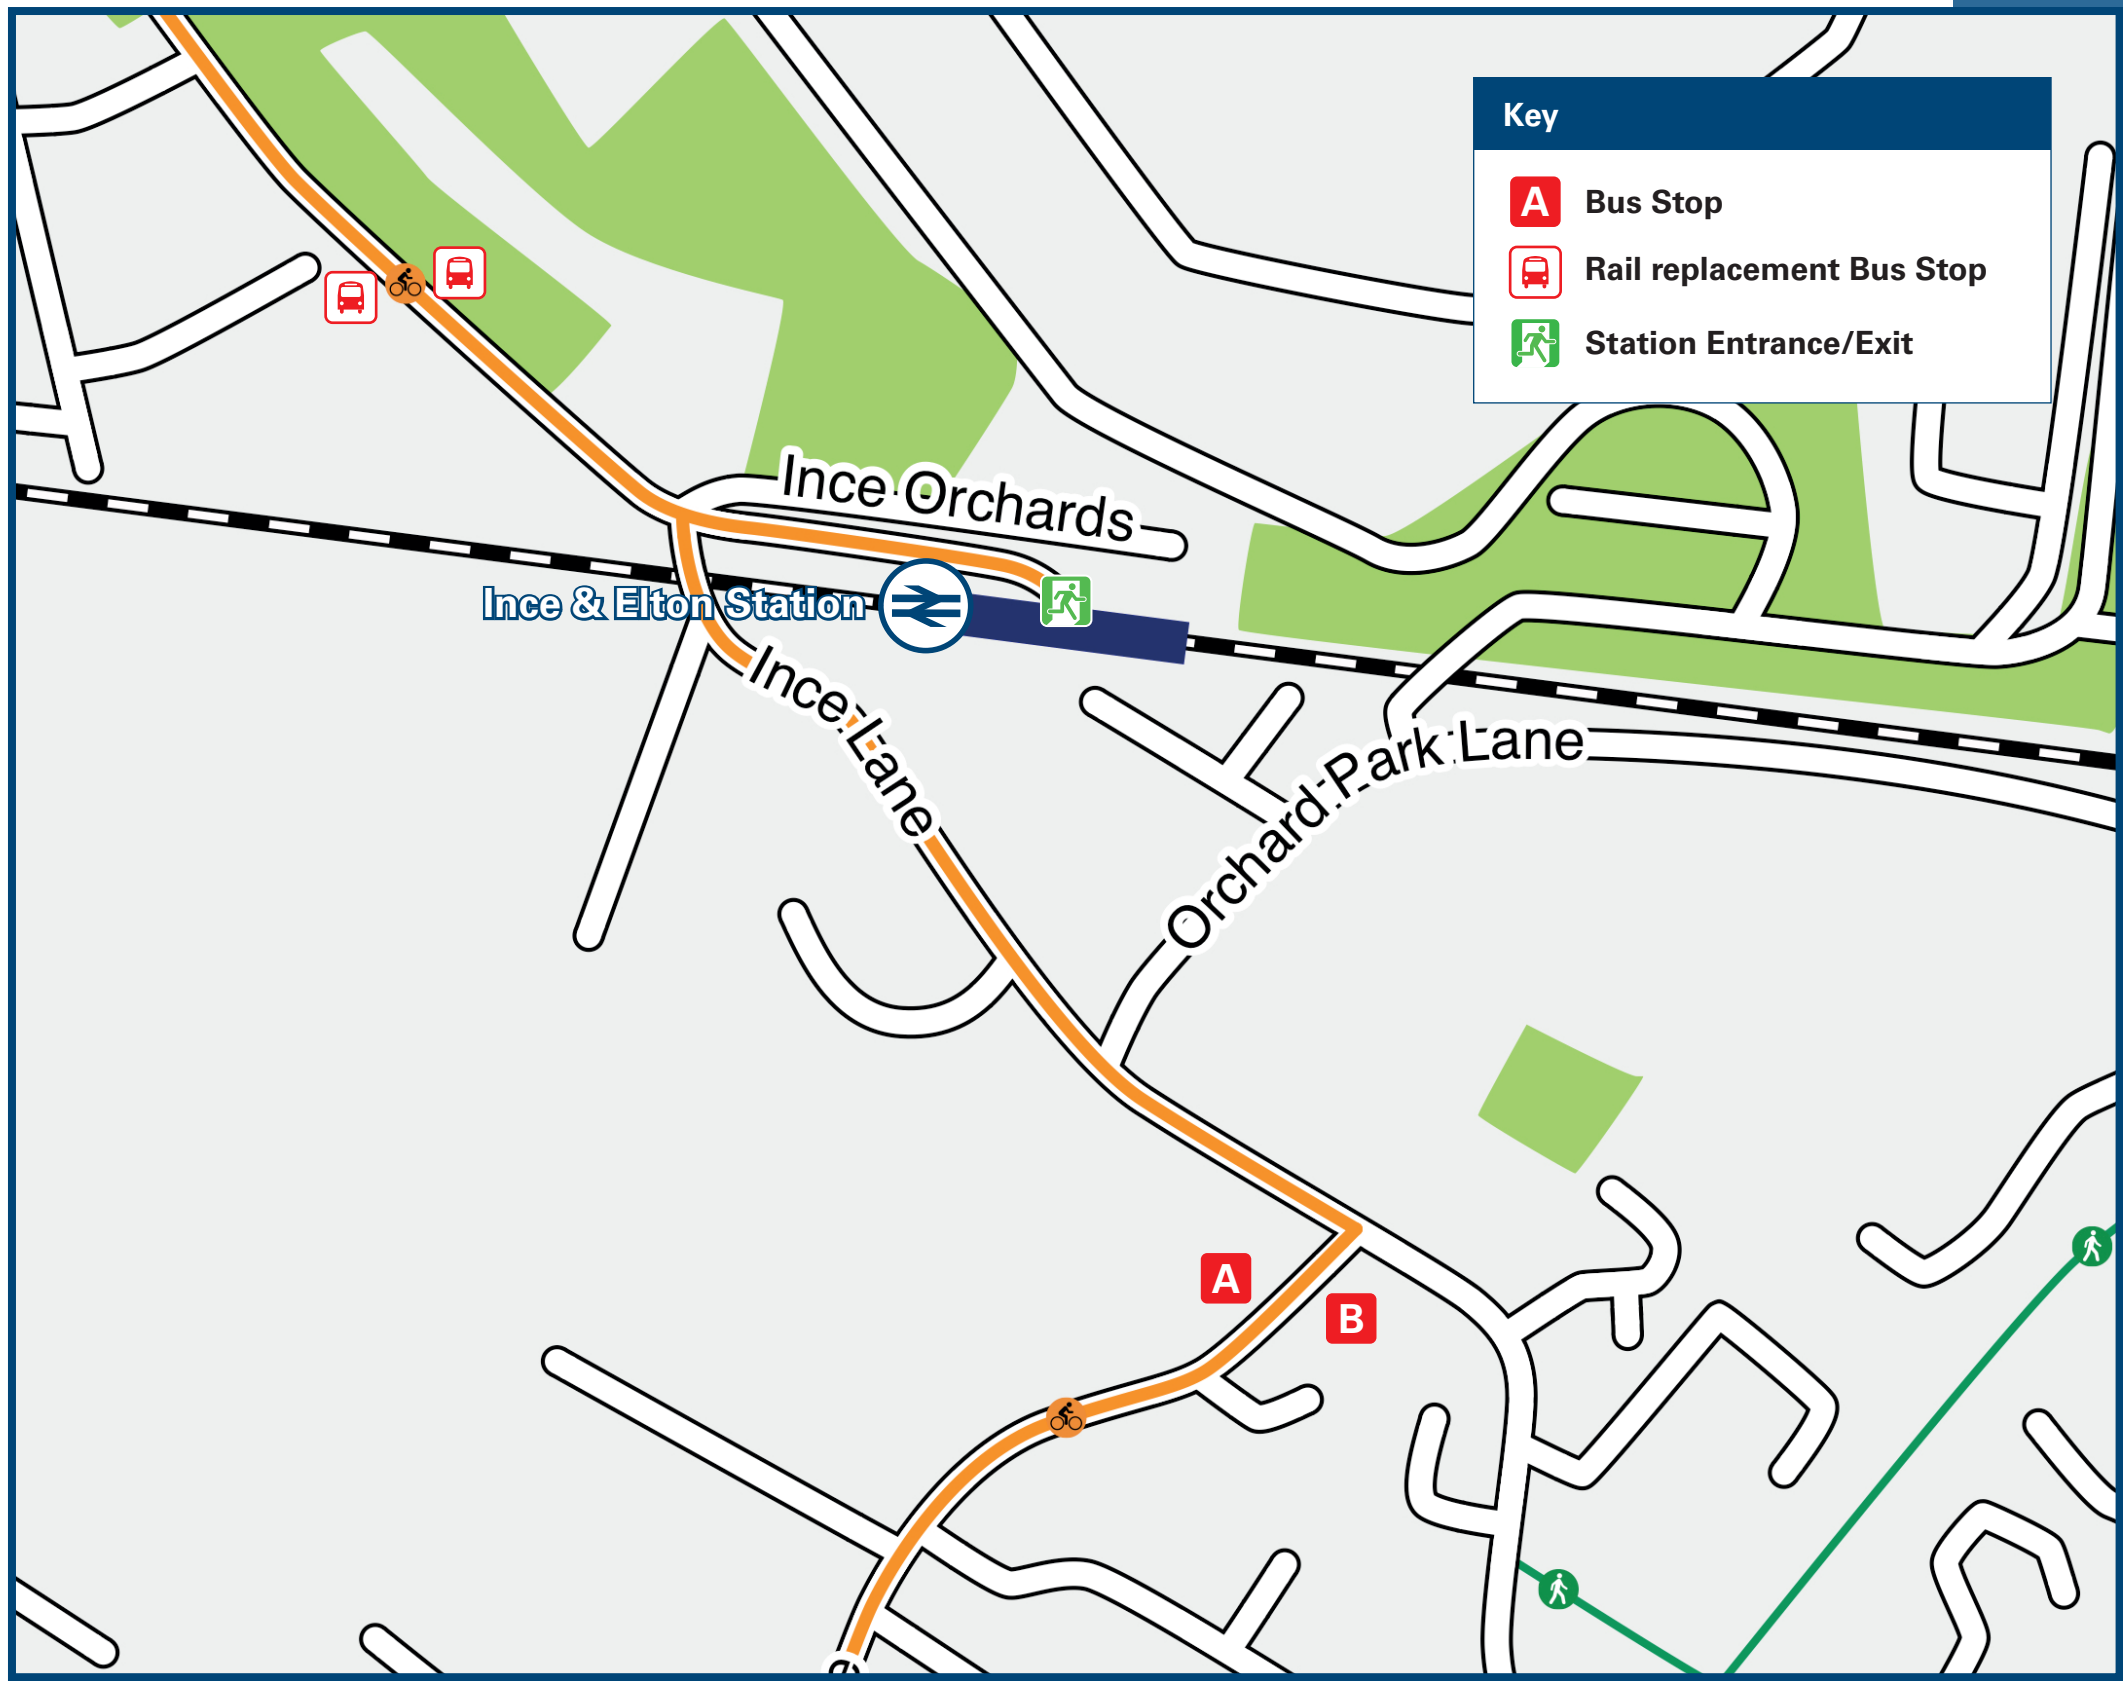 Key
A Bus Stop
Rail replacement Bus Stop
Station Entrance/Exit
Ince Orchards
Ince & Elton Station
Ince Lane
Orchard Park Lane
A
B
e